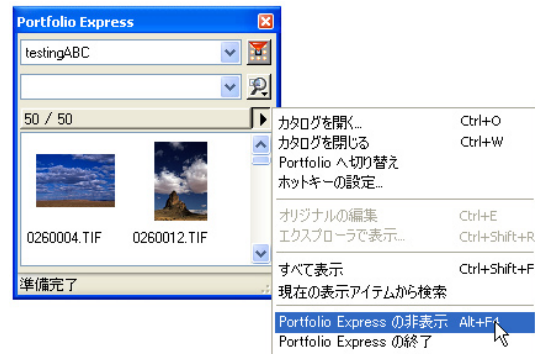 Portfolio Express
testingABC
50 / 50
0260004.TIF 0260012.TIF
準備完了
カタログを開く... Ctrl+O
カタログを閉じる Ctrl+W
Portfolio へ切り替え
ホットキーの設定...
オリジナルの編集 Ctrl+E
エクスプローラで表示... Ctrl+Shift+R
すべて表示 Ctrl+Shift+F
現在の表示アイテムから検索
Portfolio Express の非表示 Alt+F4
Portfolio Express の終了